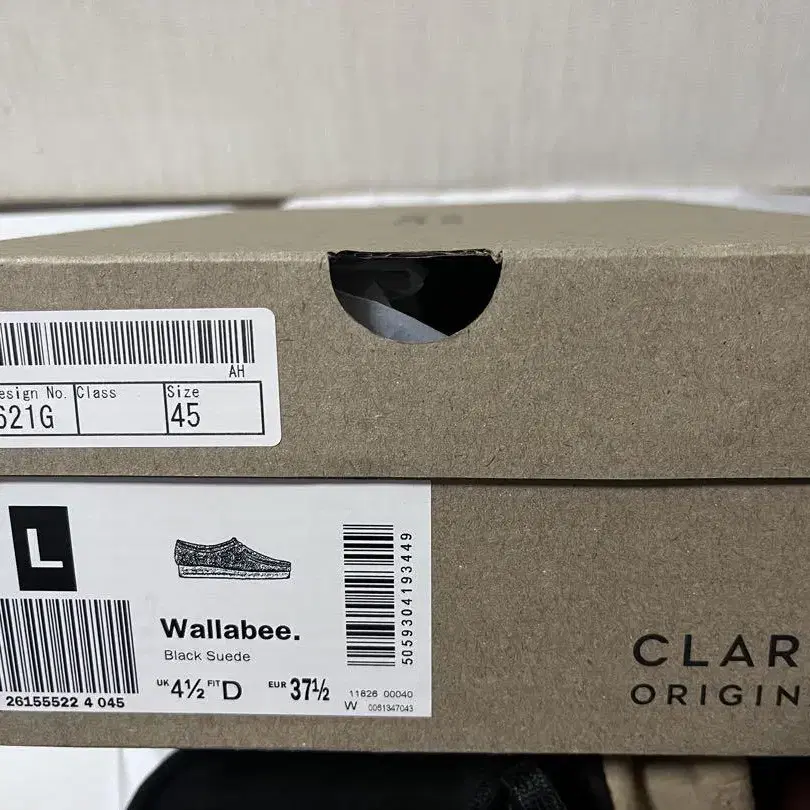 AH
esign No. Class Size
621G 45
L
Wallabee.
Black Suede
UK 4½ FIT D EUR 37½
26155522 4 045
5059304193449
11626 00040
W 0061347043
CLAR
ORIGIN